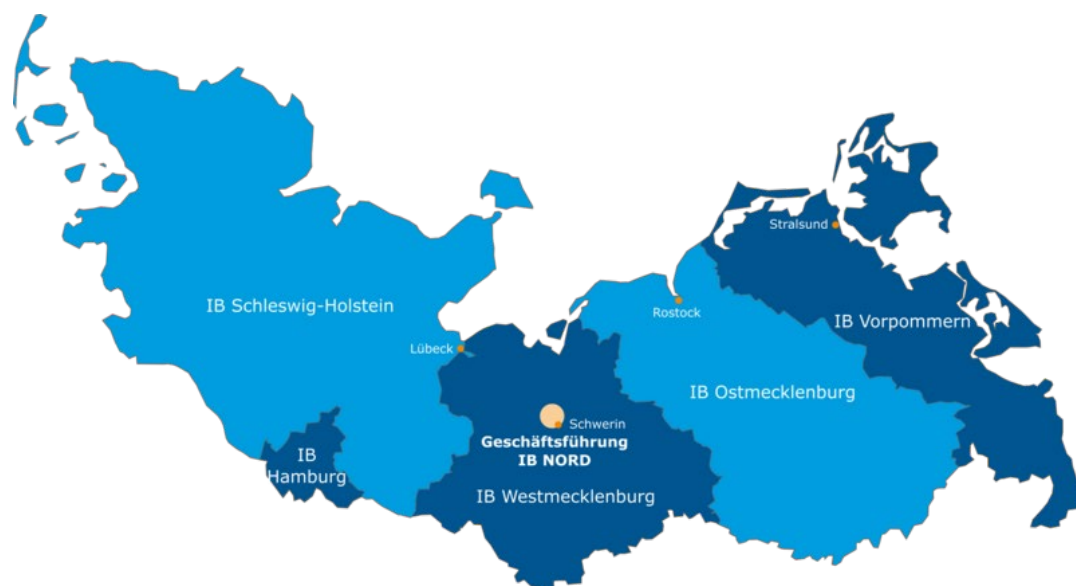 Stralsund
IB Schleswig-Holstein
Rostock
IB Vorpommern
Lübeck
IB Ostmecklenburg
Schwerin
Geschäftsführung
IB NORD
IB
Hamburg
IB Westmecklenburg